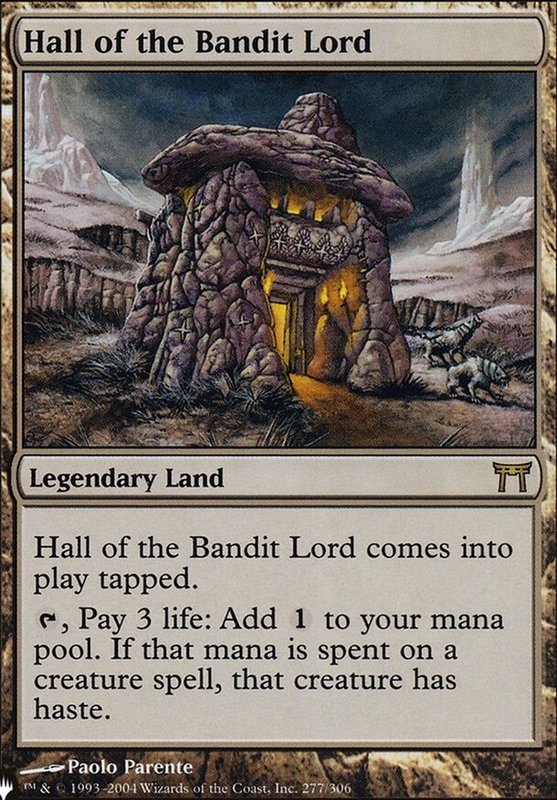 Hall of the Bandit Lord
Legendary Land
Hall of the Bandit Lord comes into
play tapped.
, Pay 3 life: Add 1 to your mana
pool. If that mana is spent on a
creature spell, that creature has
haste.
Paolo Parente
™ & © 1993–2004 Wizards of the Coast, Inc. 277/306